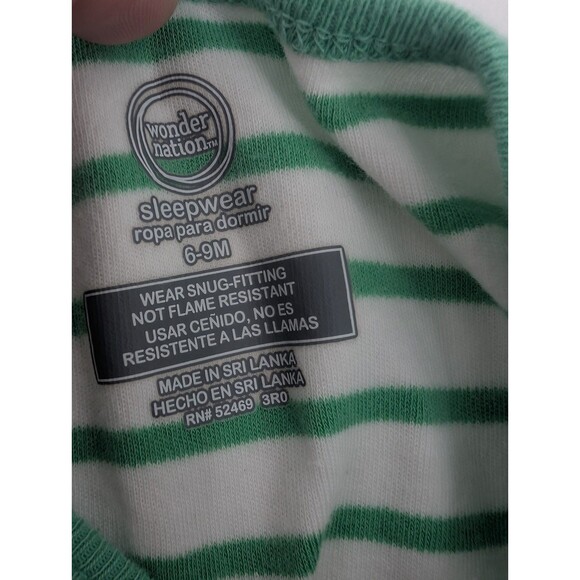 wonder
nation™
sleepwear
ropa para dormir
6-9M
WEAR SNUG-FITTING
NOT FLAME RESISTANT
USAR CEÑIDO, NO ES
RESISTENTE A LAS LLAMAS
MADE IN SRI LANKA
HECHO EN SRI LANKA
RN# 52469 3R0